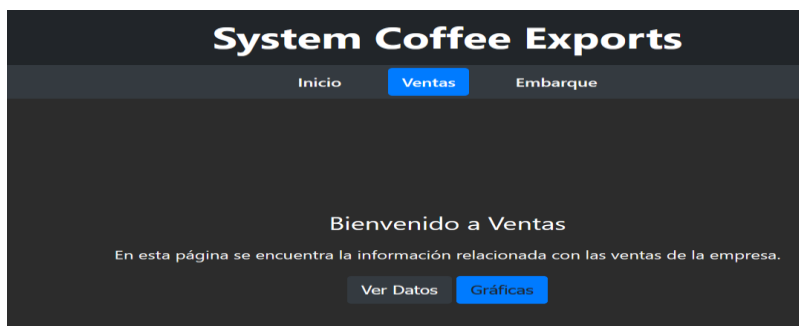 System Coffee Exports
Inicio Ventas Embarque
Bienvenido a Ventas
En esta página se encuentra la información relacionada con las ventas de la empresa.
Ver Datos Gráficas